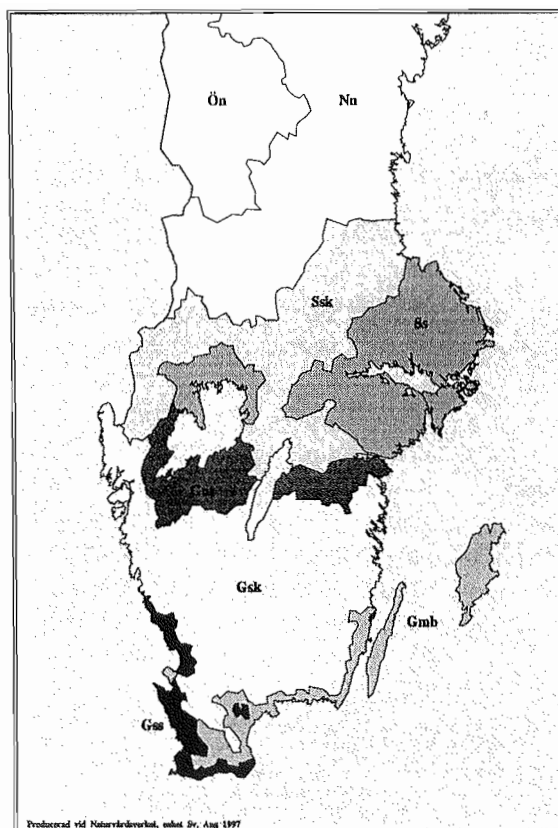 Ön
Nn
Ssk
Ss
Gsk
Gmb
Gss
Producerad vid Naturvårdsverket, enhet Sv, Aug 1997